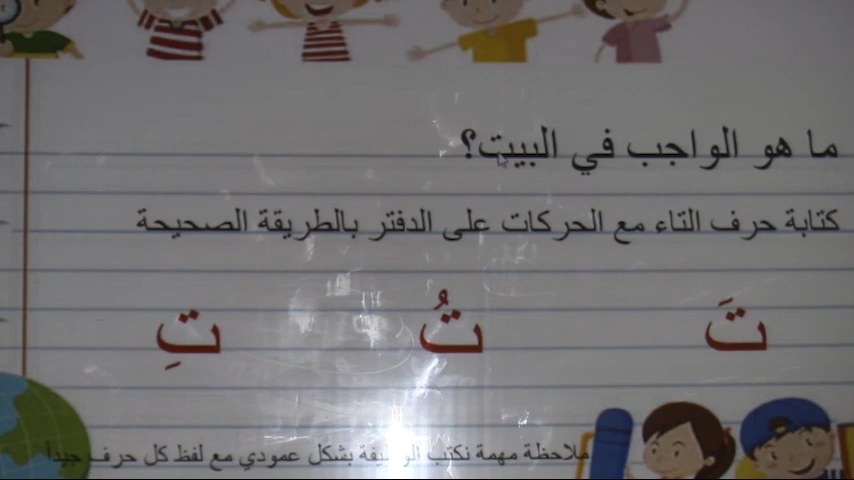 ما هو الواجب في البيت؟
كتابة حرف التاء مع الحركات على الدفتر بالطريقة الصحيحة
تَ تُ تِ
ملاحظة مهمة نكتب الوظيفة بشكل عمودي مع لفظ كل حرف جيداً